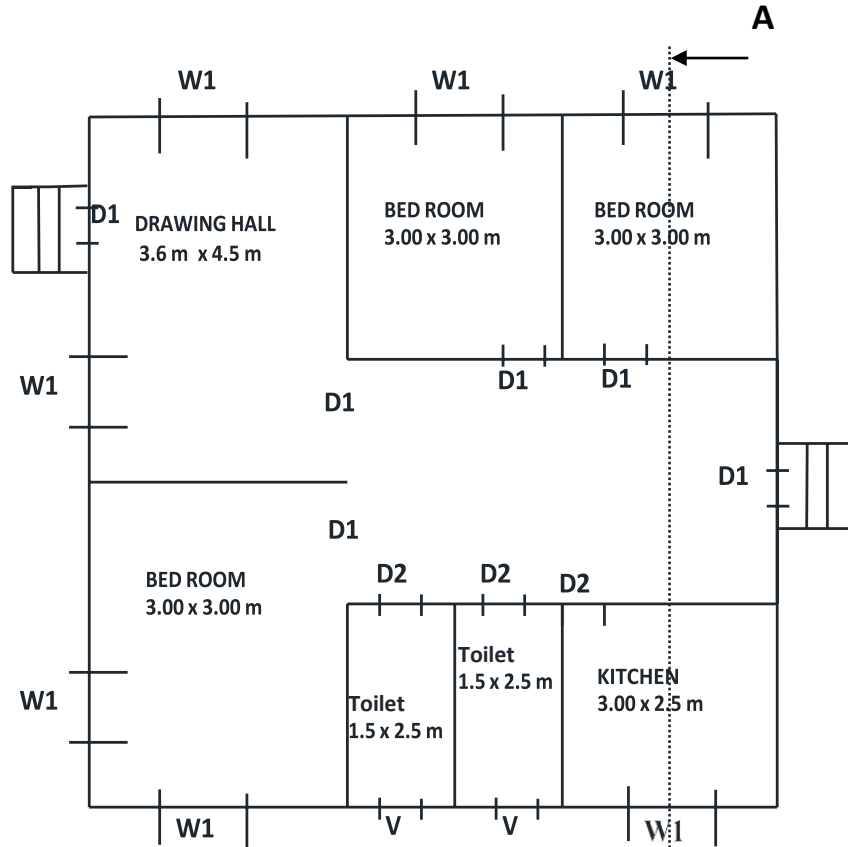 A
W1
W1
W1
D1
DRAWING HALL
3.6 m x 4.5 m
BED ROOM
3.00 x 3.00 m
BED ROOM
3.00 x 3.00 m
W1
D1
D1
D1
D1
D1
BED ROOM
3.00 x 3.00 m
D2
D2
D2
Toilet
1.5 x 2.5 m
Toilet
1.5 x 2.5 m
KITCHEN
3.00 x 2.5 m
W1
W1
V
V
W1